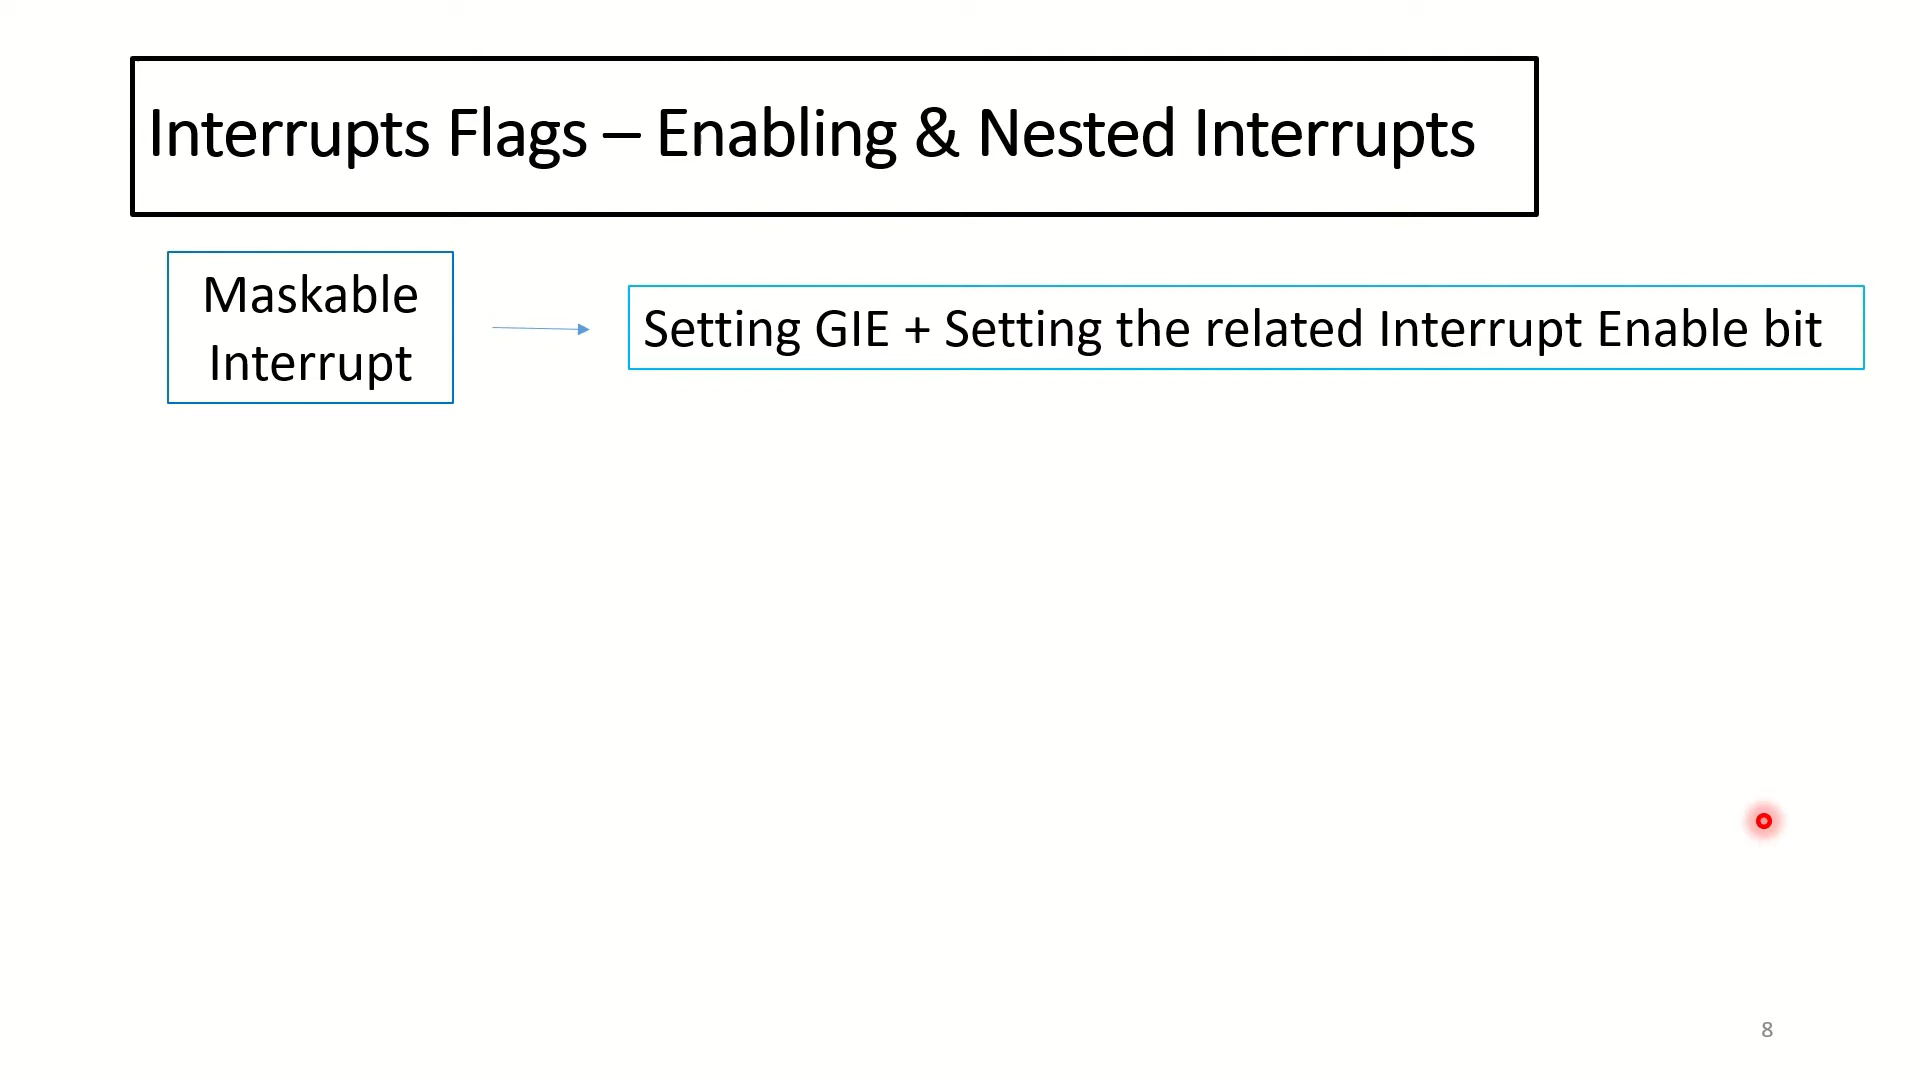 Interrupts Flags – Enabling & Nested Interrupts
Maskable
Interrupt
Setting GIE + Setting the related Interrupt Enable bit
8